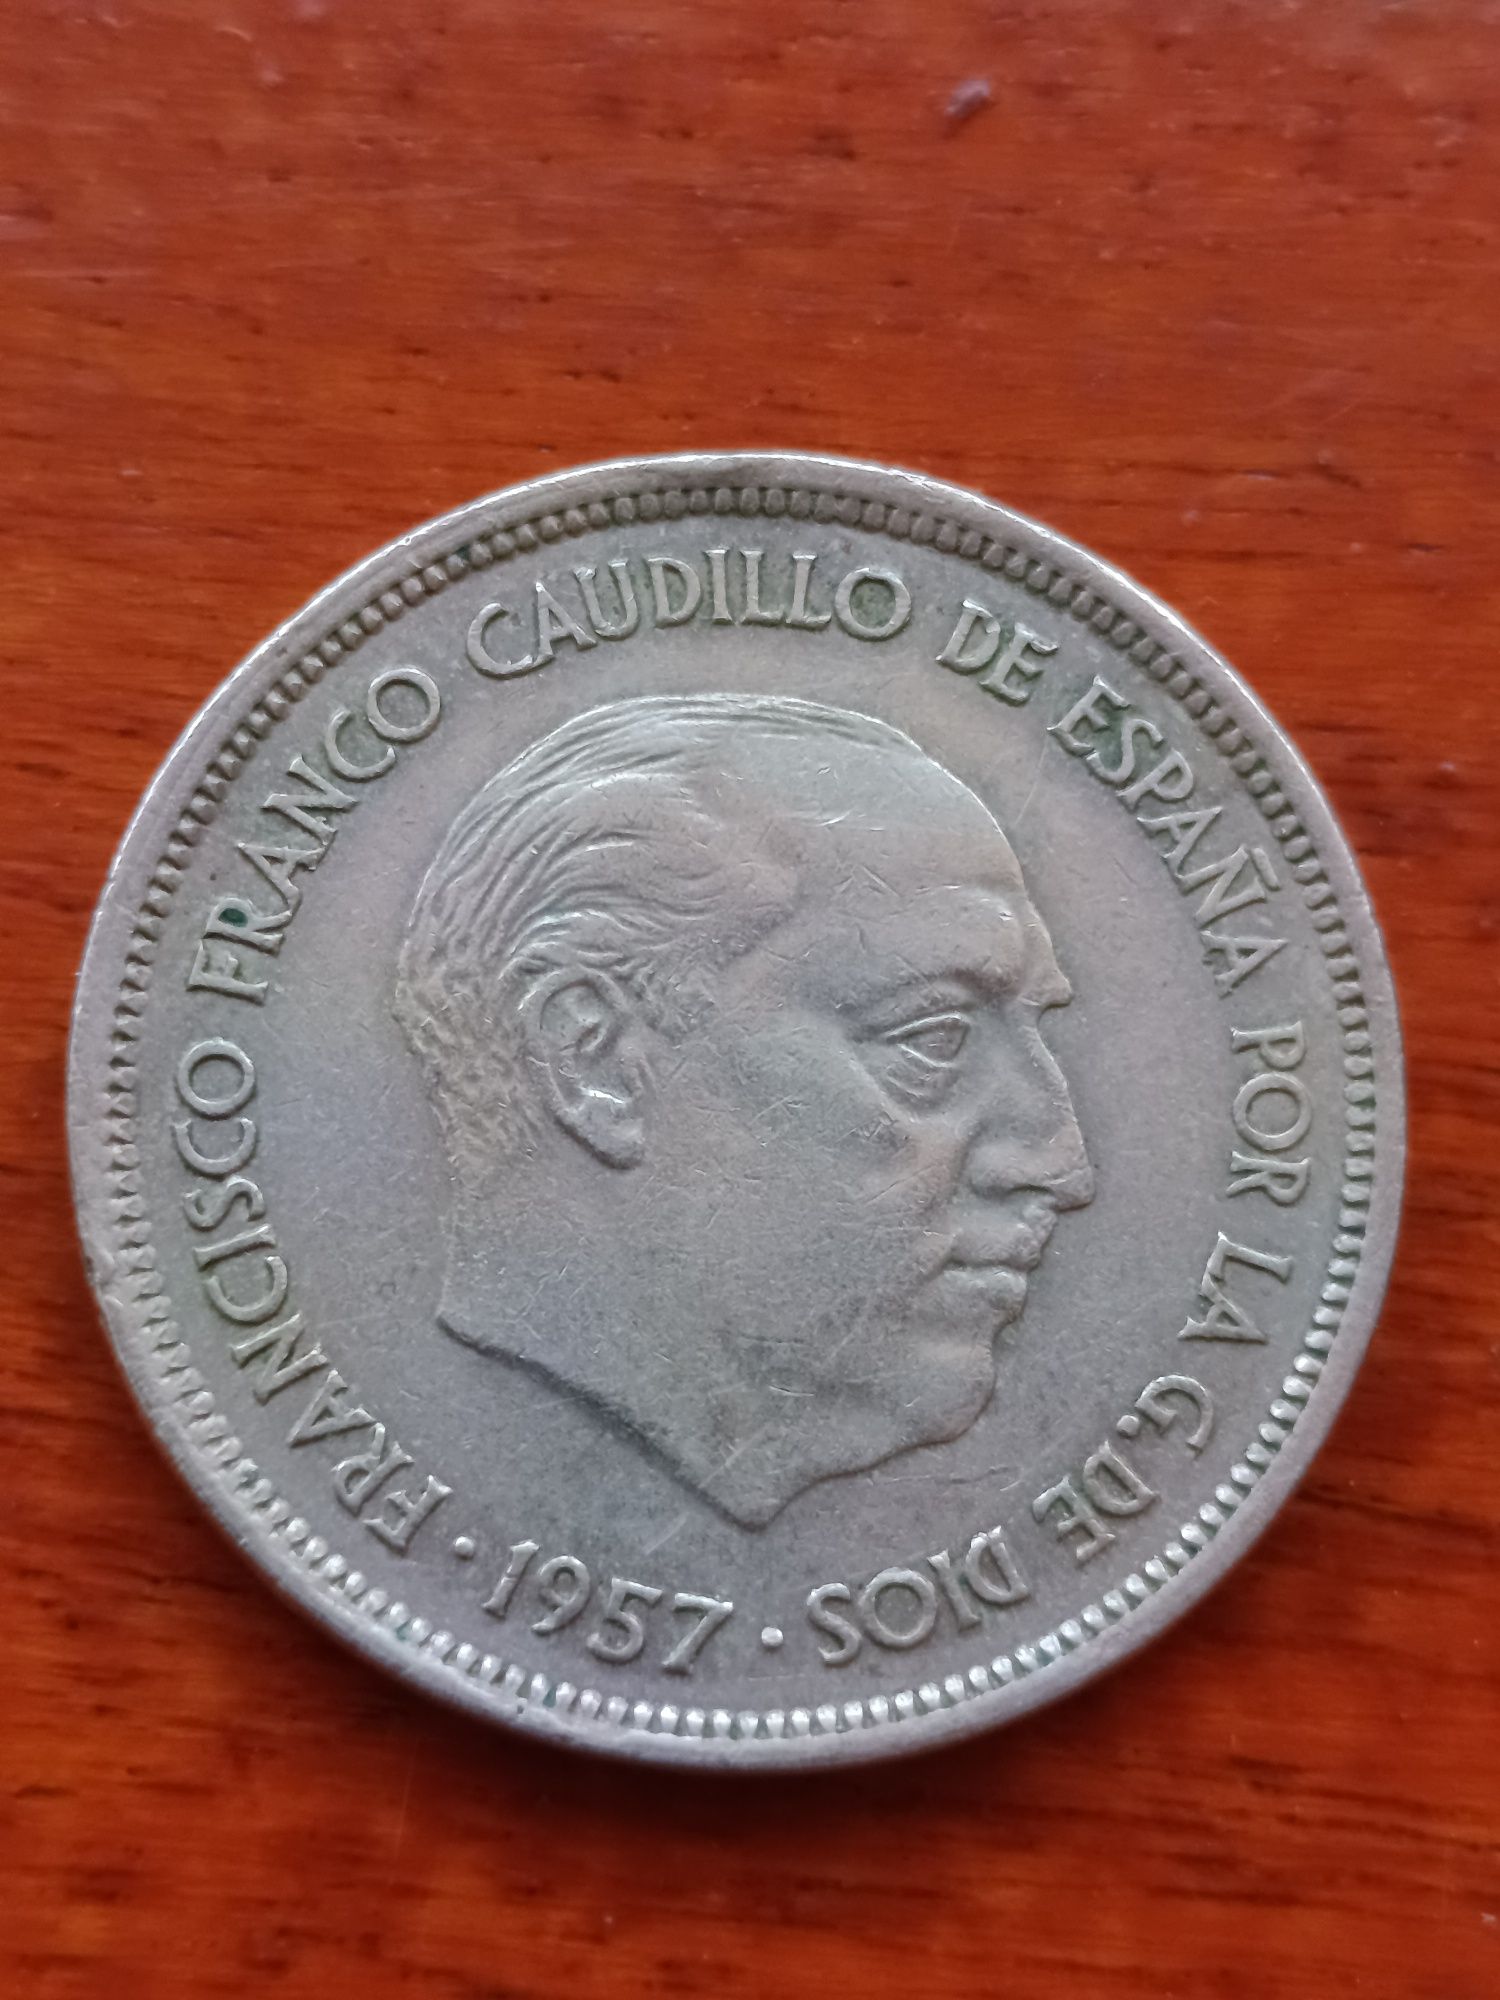 FRANCISCO FRANCO CAUDILLO DE ESPAÑA POR LA G. DE DIOS
· 1957 ·